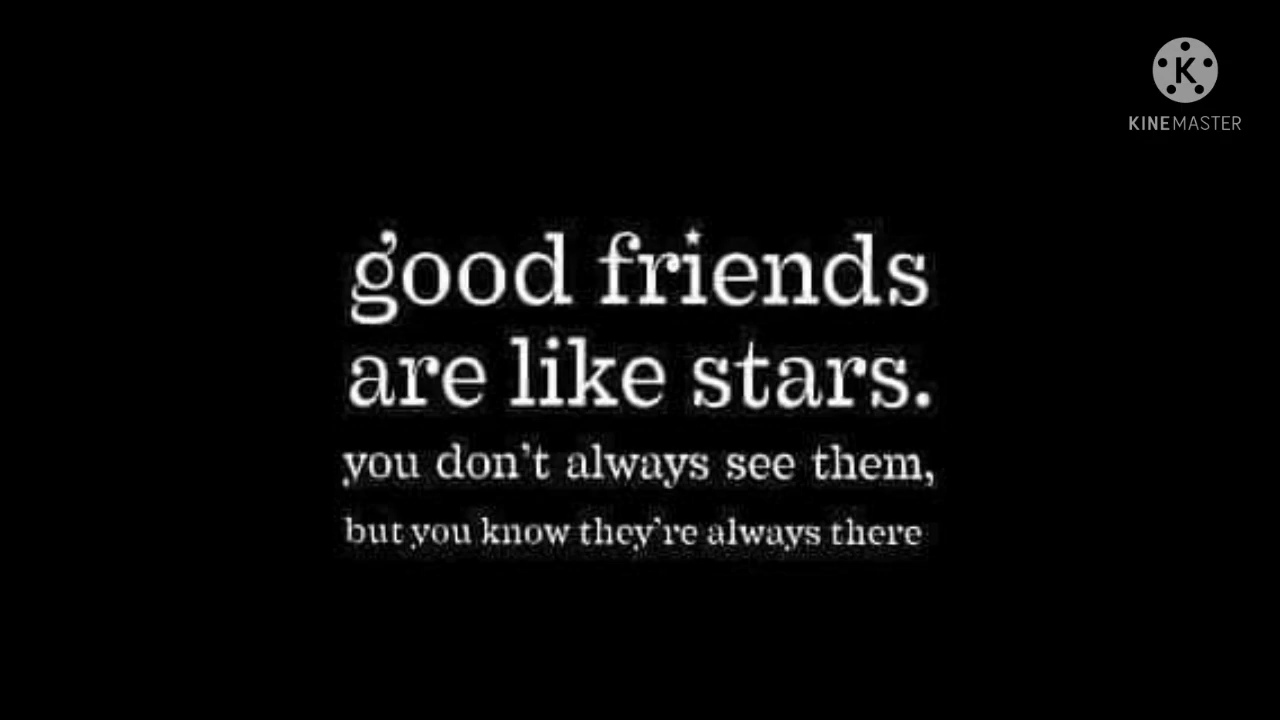 K
KINEMASTER
good friends
are like stars.
you don't always see them,
but you know they're always there